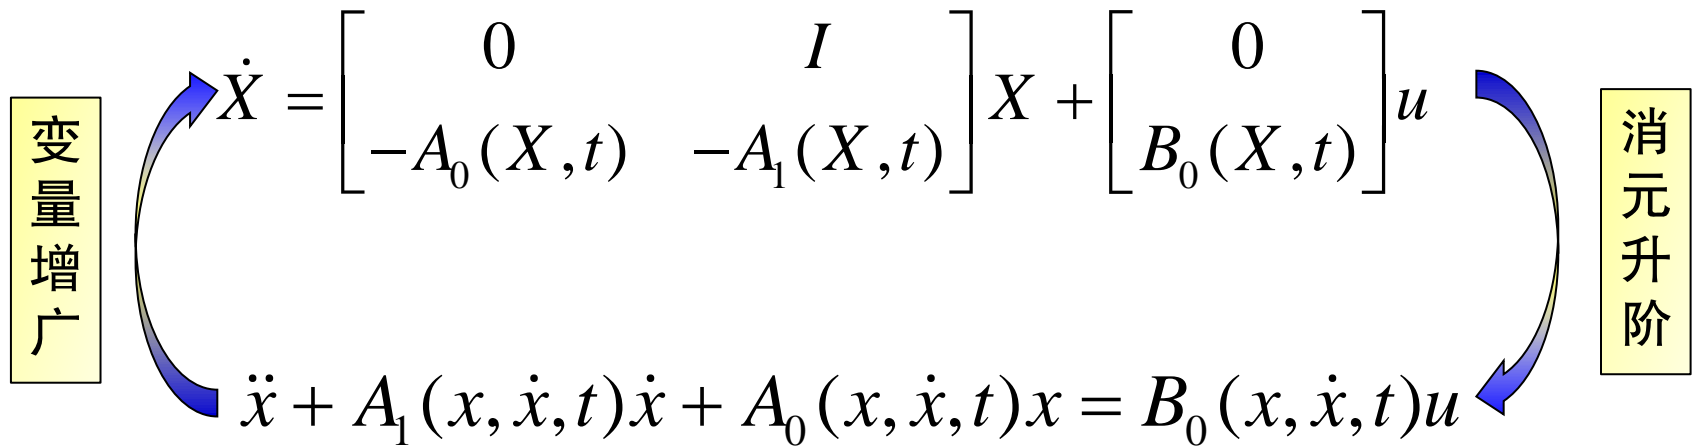 变量增广
Ẋ = [ 0 I ; −A₀(X,t) −A₁(X,t) ] X + [ 0 ; B₀(X,t) ] u
消元升阶
ẍ + A₁(x,ẋ,t)ẋ + A₀(x,ẋ,t)x = B₀(x,ẋ,t)u